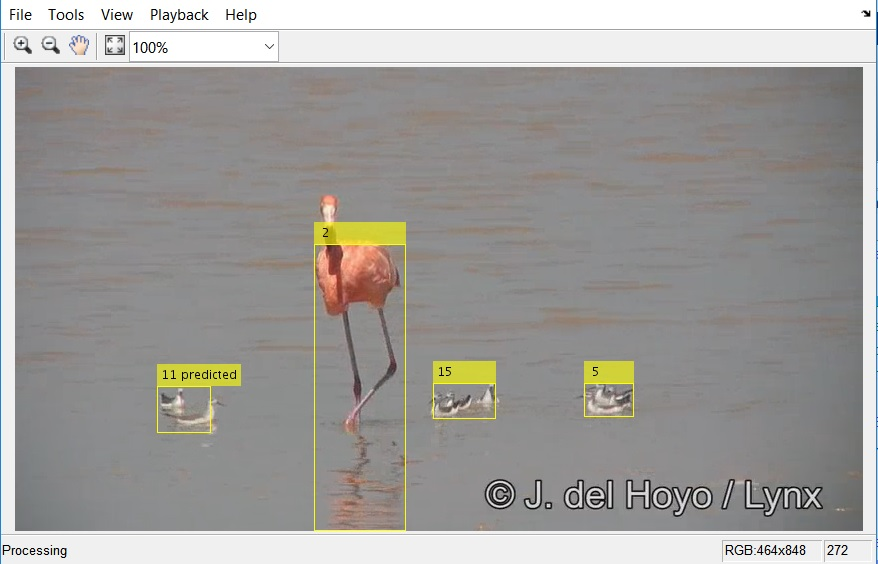 File Tools View Playback Help
100%
2
11 predicted
15
5
© J. del Hoyo / Lynx
Processing
RGB:464x848
272